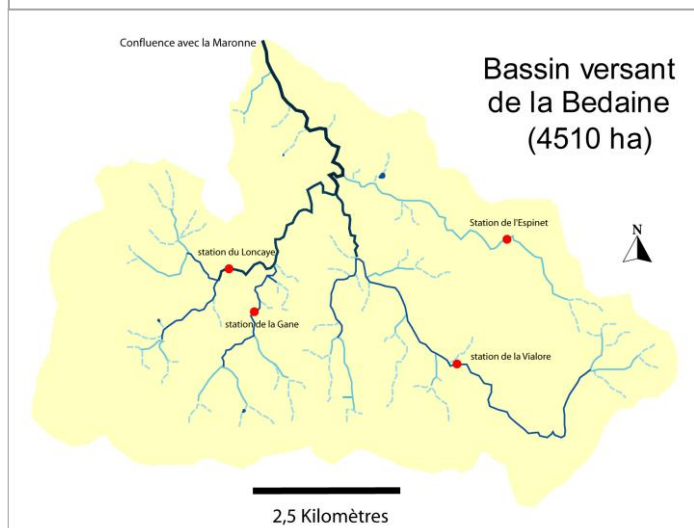 Confluence avec la Maronne
Bassin versant
de la Bedaine
(4510 ha)
Station de l'Espinet
N
station du Loncaye
station de la Gane
station de la Vialore
2,5 Kilomètres